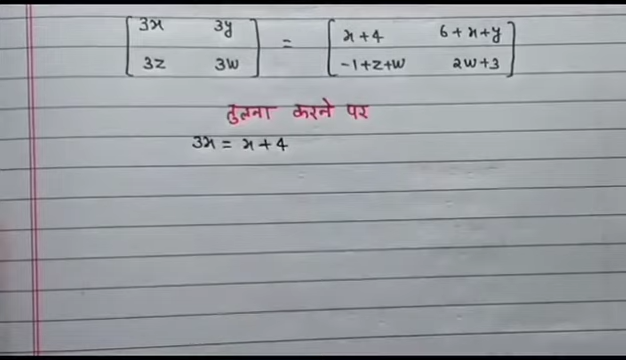 [3x 3y] = [x+4 6+x+y]
[3z 3w] [-1+z+w 2w+3]
तुलना करने पर
3x = x+4